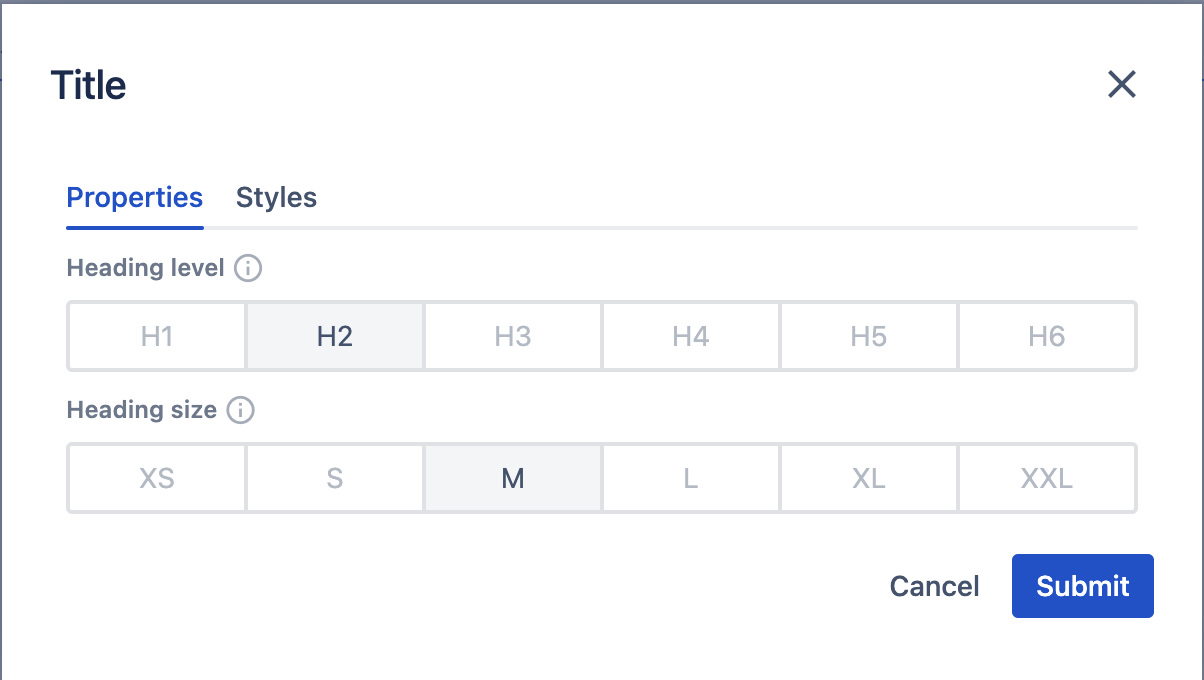 Title
Properties Styles
Heading level
H1 H2 H3 H4 H5 H6
Heading size
XS S M L XL XXL
Cancel Submit